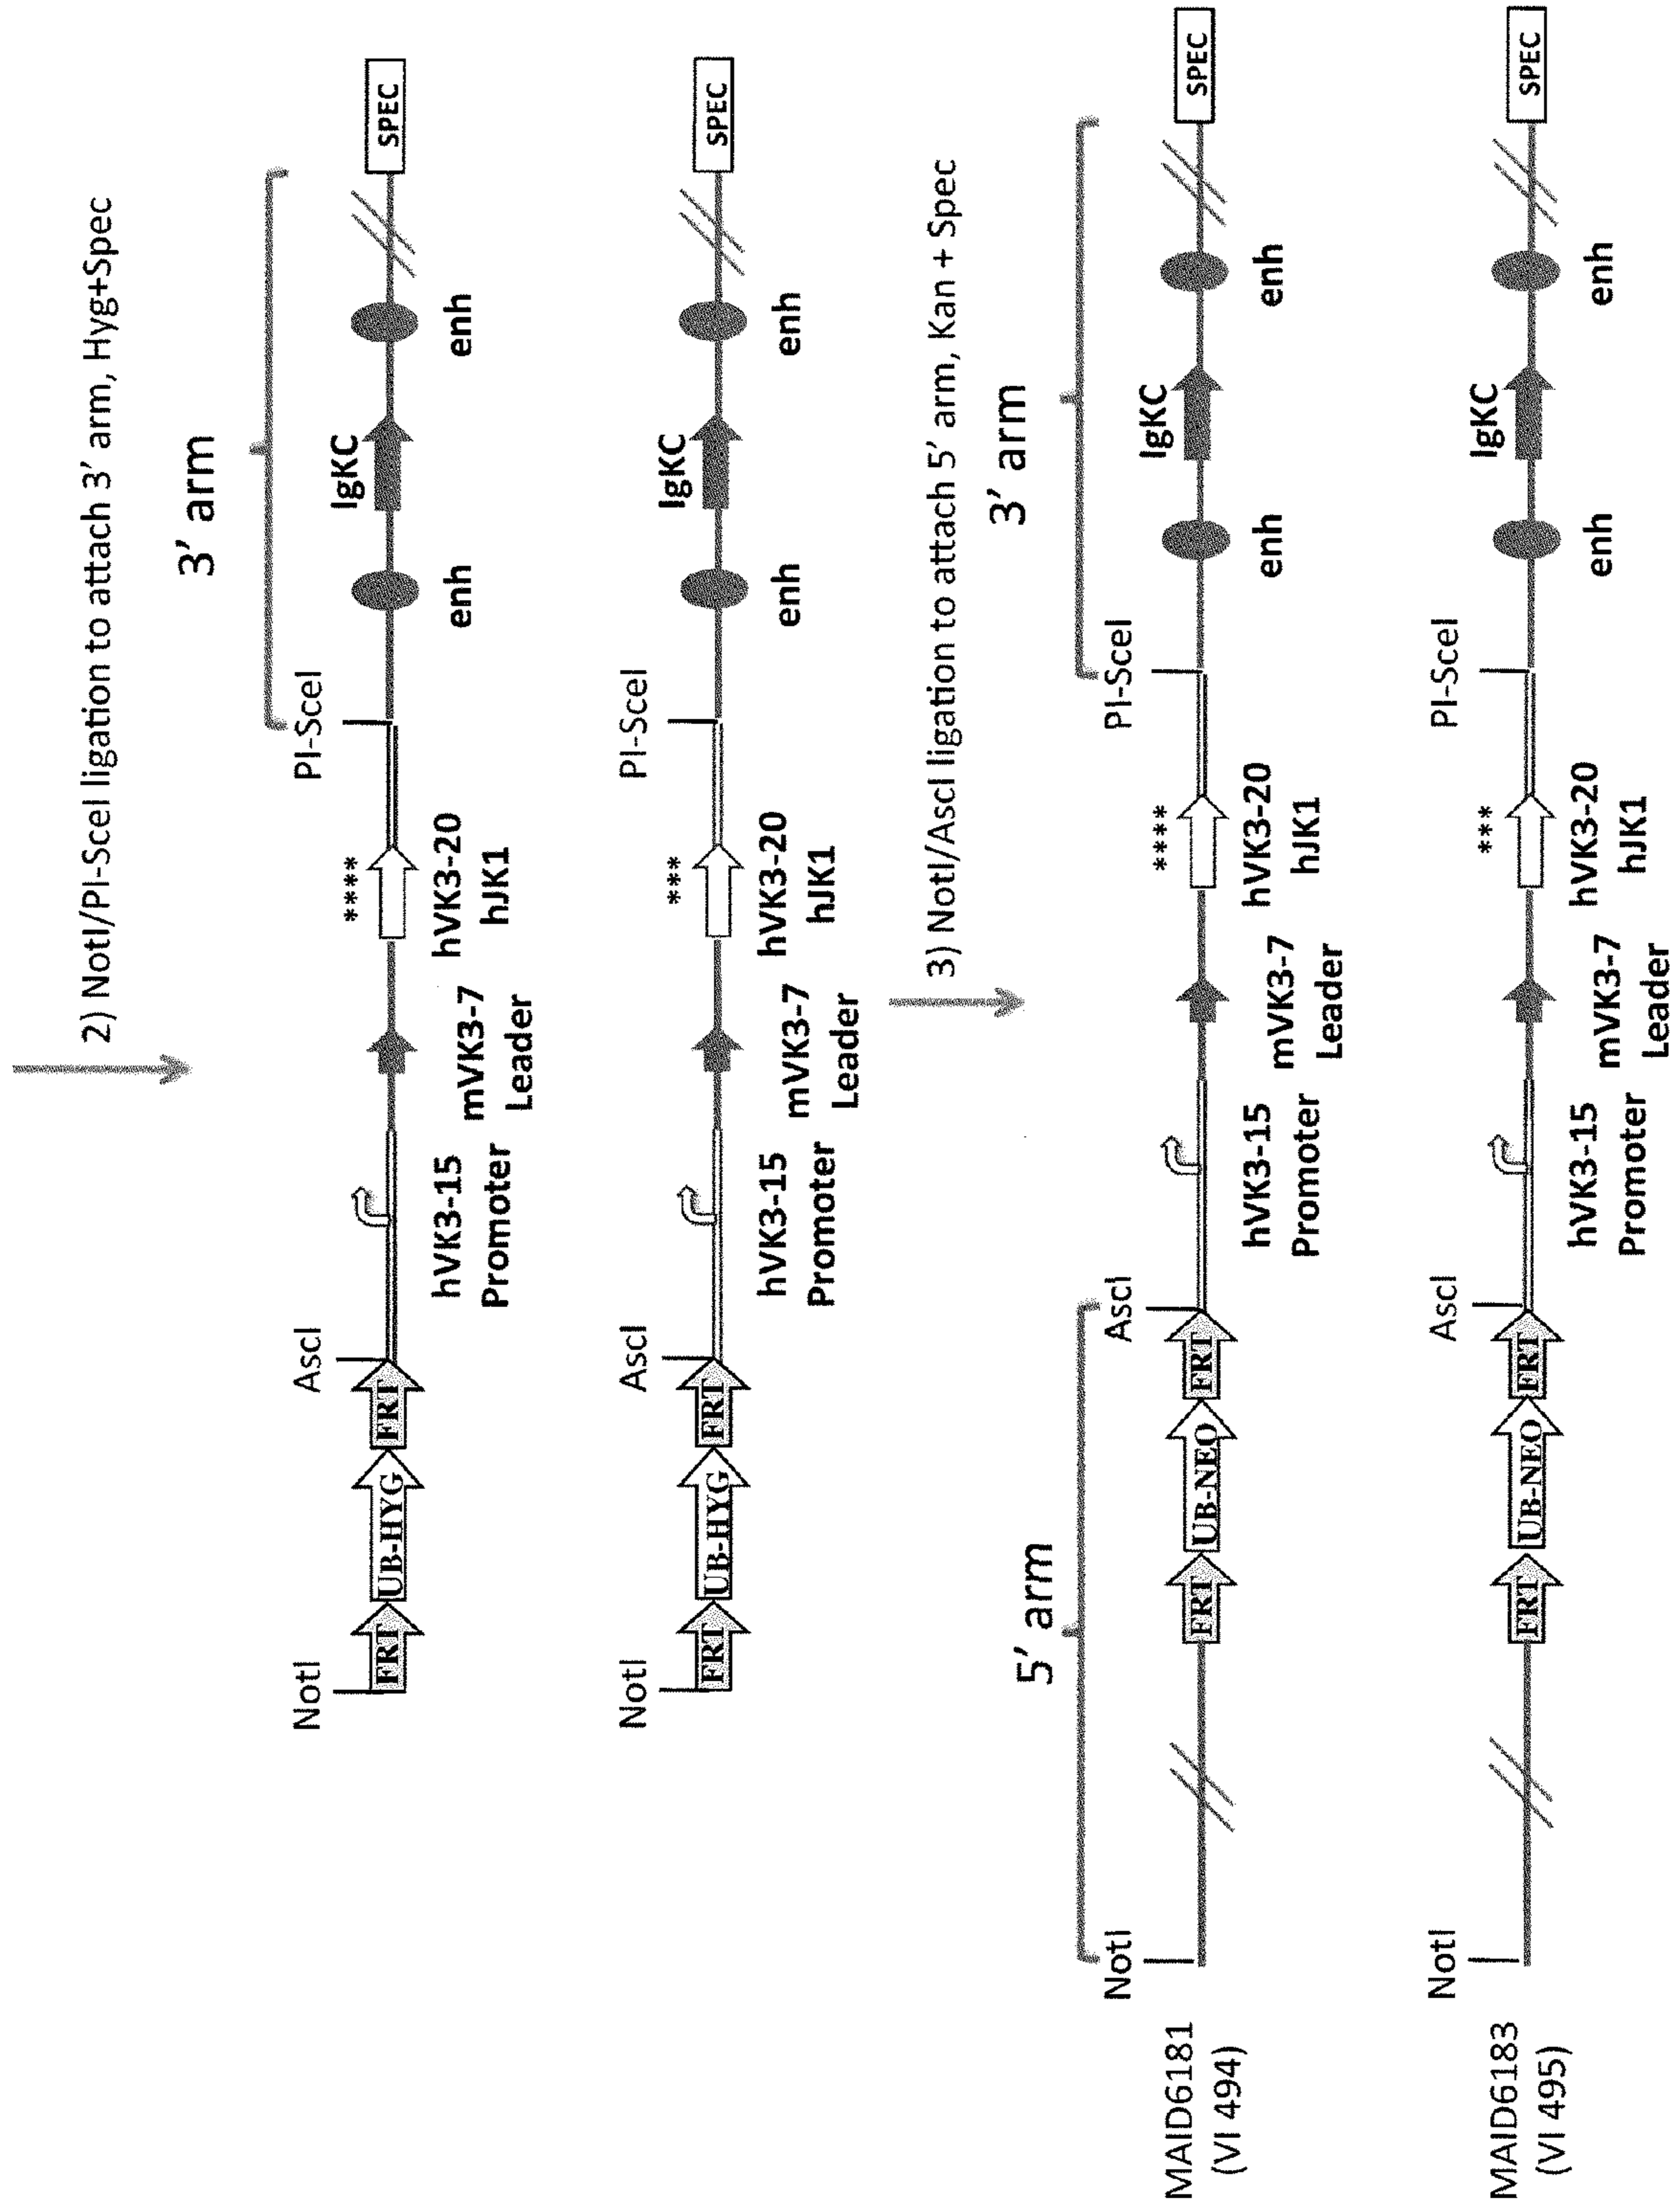 2) NotI/PI-SceI ligation to attach 3′ arm, Hyg+Spec
3′ arm
NotI
AscI
PI-SceI
FRT
UB-HYG
FRT
****
IgKC
SPEC
hVK3-15
Promoter
mVK3-7
Leader
hVK3-20
hJK1
enh
enh
NotI
AscI
PI-SceI
FRT
UB-HYG
FRT
***
IgKC
SPEC
hVK3-15
Promoter
mVK3-7
Leader
hVK3-20
hJK1
enh
enh
3) NotI/AscI ligation to attach 5′ arm, Kan + Spec
5′ arm
3′ arm
MAID6181
(VI 494)
NotI
AscI
PI-SceI
FRT
UB-NEO
FRT
****
IgKC
SPEC
hVK3-15
Promoter
mVK3-7
Leader
hVK3-20
hJK1
enh
enh
MAID6183
(VI 495)
NotI
AscI
PI-SceI
FRT
UB-NEO
FRT
***
IgKC
SPEC
hVK3-15
Promoter
mVK3-7
Leader
hVK3-20
hJK1
enh
enh